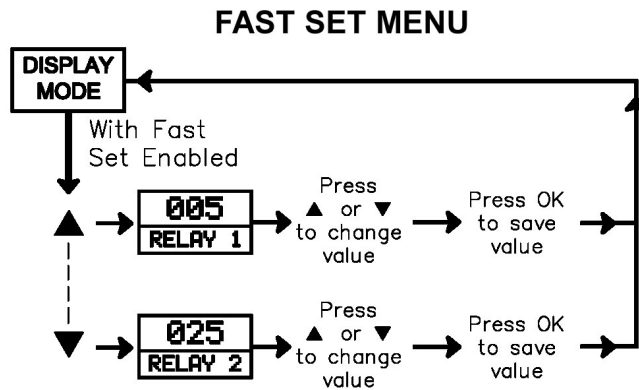 FAST SET MENU
DISPLAY
MODE
With Fast
Set Enabled
▲
005
RELAY 1
Press
▲ or ▼
to change
value
Press OK
to save
value
▼
025
RELAY 2
Press
▲ or ▼
to change
value
Press OK
to save
value